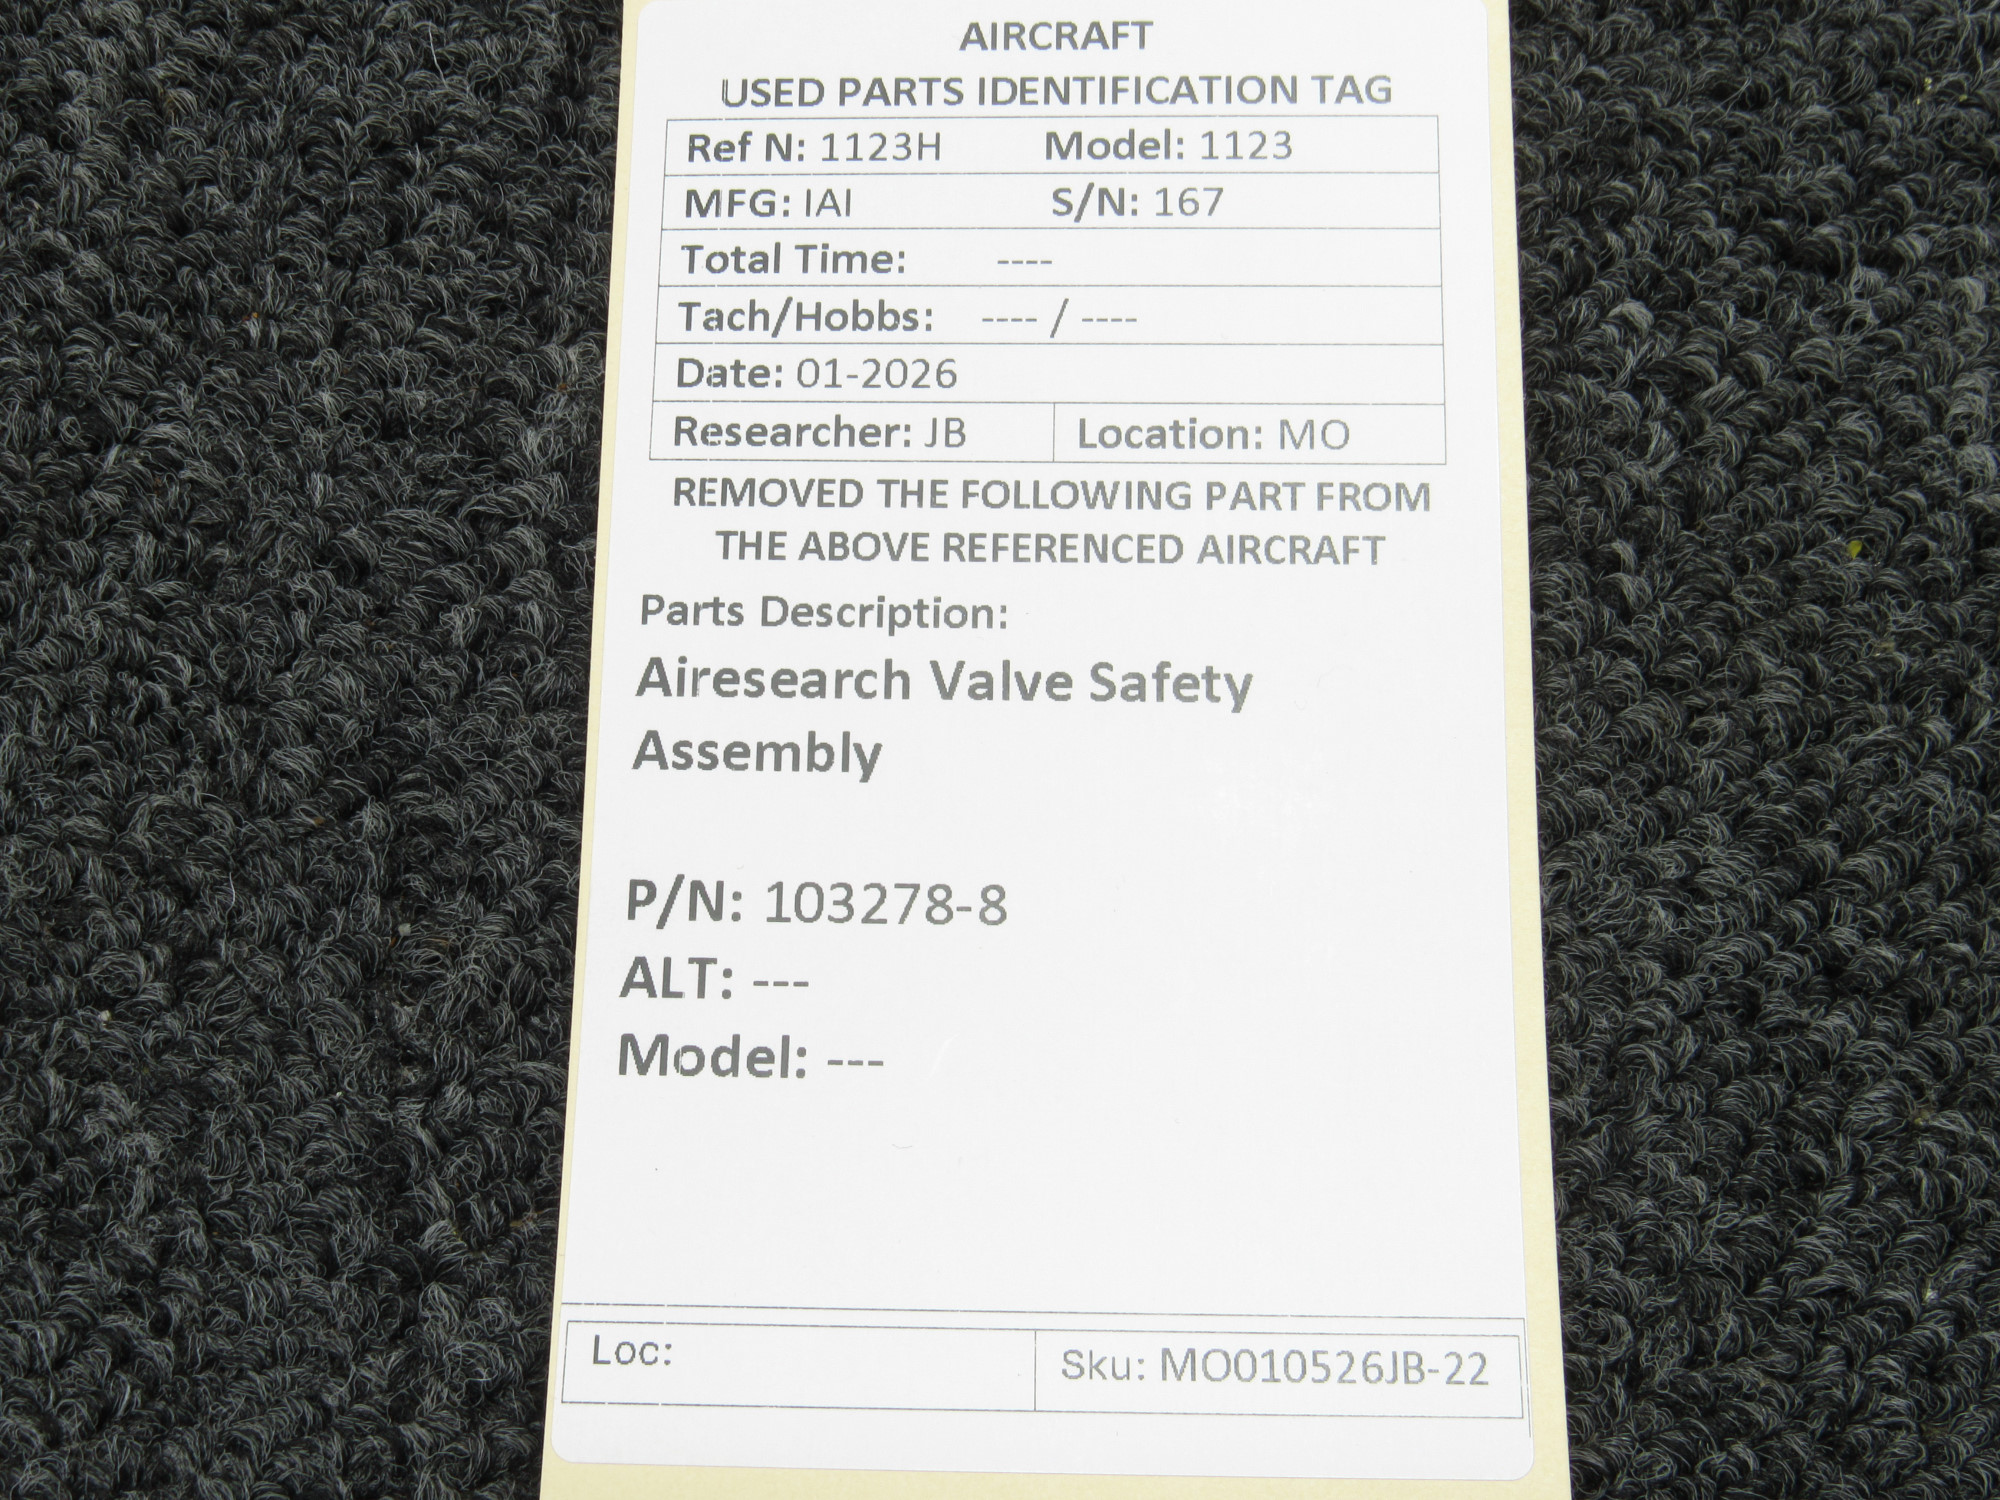 AIRCRAFT
USED PARTS IDENTIFICATION TAG
Ref N: 1123H Model: 1123
MFG: IAI S/N: 167
Total Time: ----
Tach/Hobbs: ---- / ----
Date: 01-2026
Researcher: JB Location: MO
REMOVED THE FOLLOWING PART FROM
THE ABOVE REFERENCED AIRCRAFT
Parts Description:
Airesearch Valve Safety
Assembly
P/N: 103278-8
ALT: ---
Model: ---
Loc: Sku: MO010526JB-22